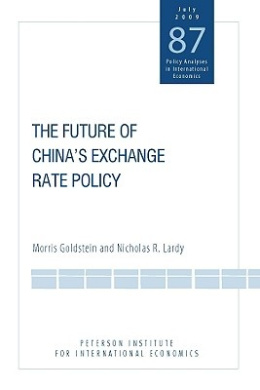 July
2009
87
Policy Analyses
in International
Economics
THE FUTURE OF
CHINA'S EXCHANGE
RATE POLICY
Morris Goldstein and Nicholas R. Lardy
PETERSON INSTITUTE
FOR INTERNATIONAL ECONOMICS